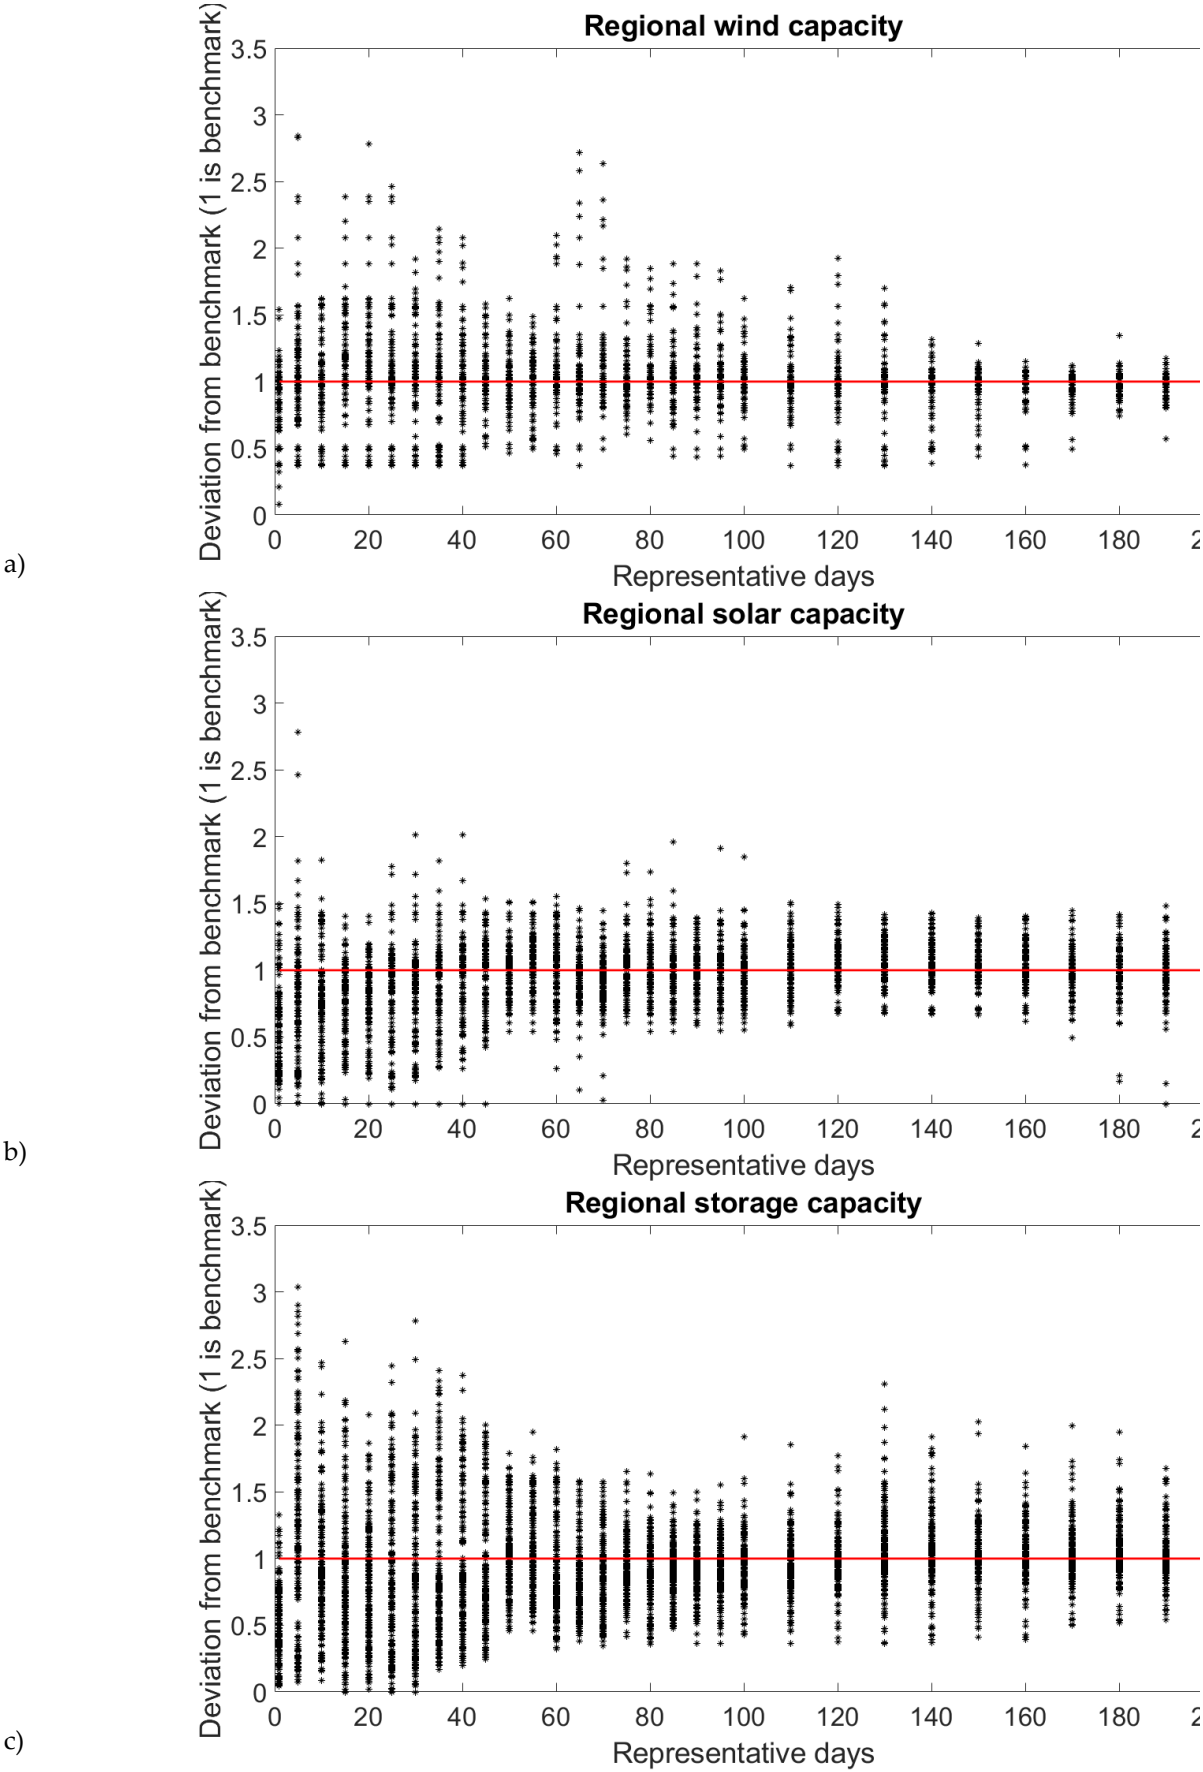 Regional wind capacity
Deviation from benchmark (1 is benchmark)
3.5
3
2.5
2
1.5
1
0.5
0
0 20 40 60 80 100 120 140 160 180 2
Representative days
a)
Regional solar capacity
Deviation from benchmark (1 is benchmark)
3.5
3
2.5
2
1.5
1
0.5
0
0 20 40 60 80 100 120 140 160 180 2
Representative days
b)
Regional storage capacity
Deviation from benchmark (1 is benchmark)
3.5
3
2.5
2
1.5
1
0.5
0
0 20 40 60 80 100 120 140 160 180 2
Representative days
c)